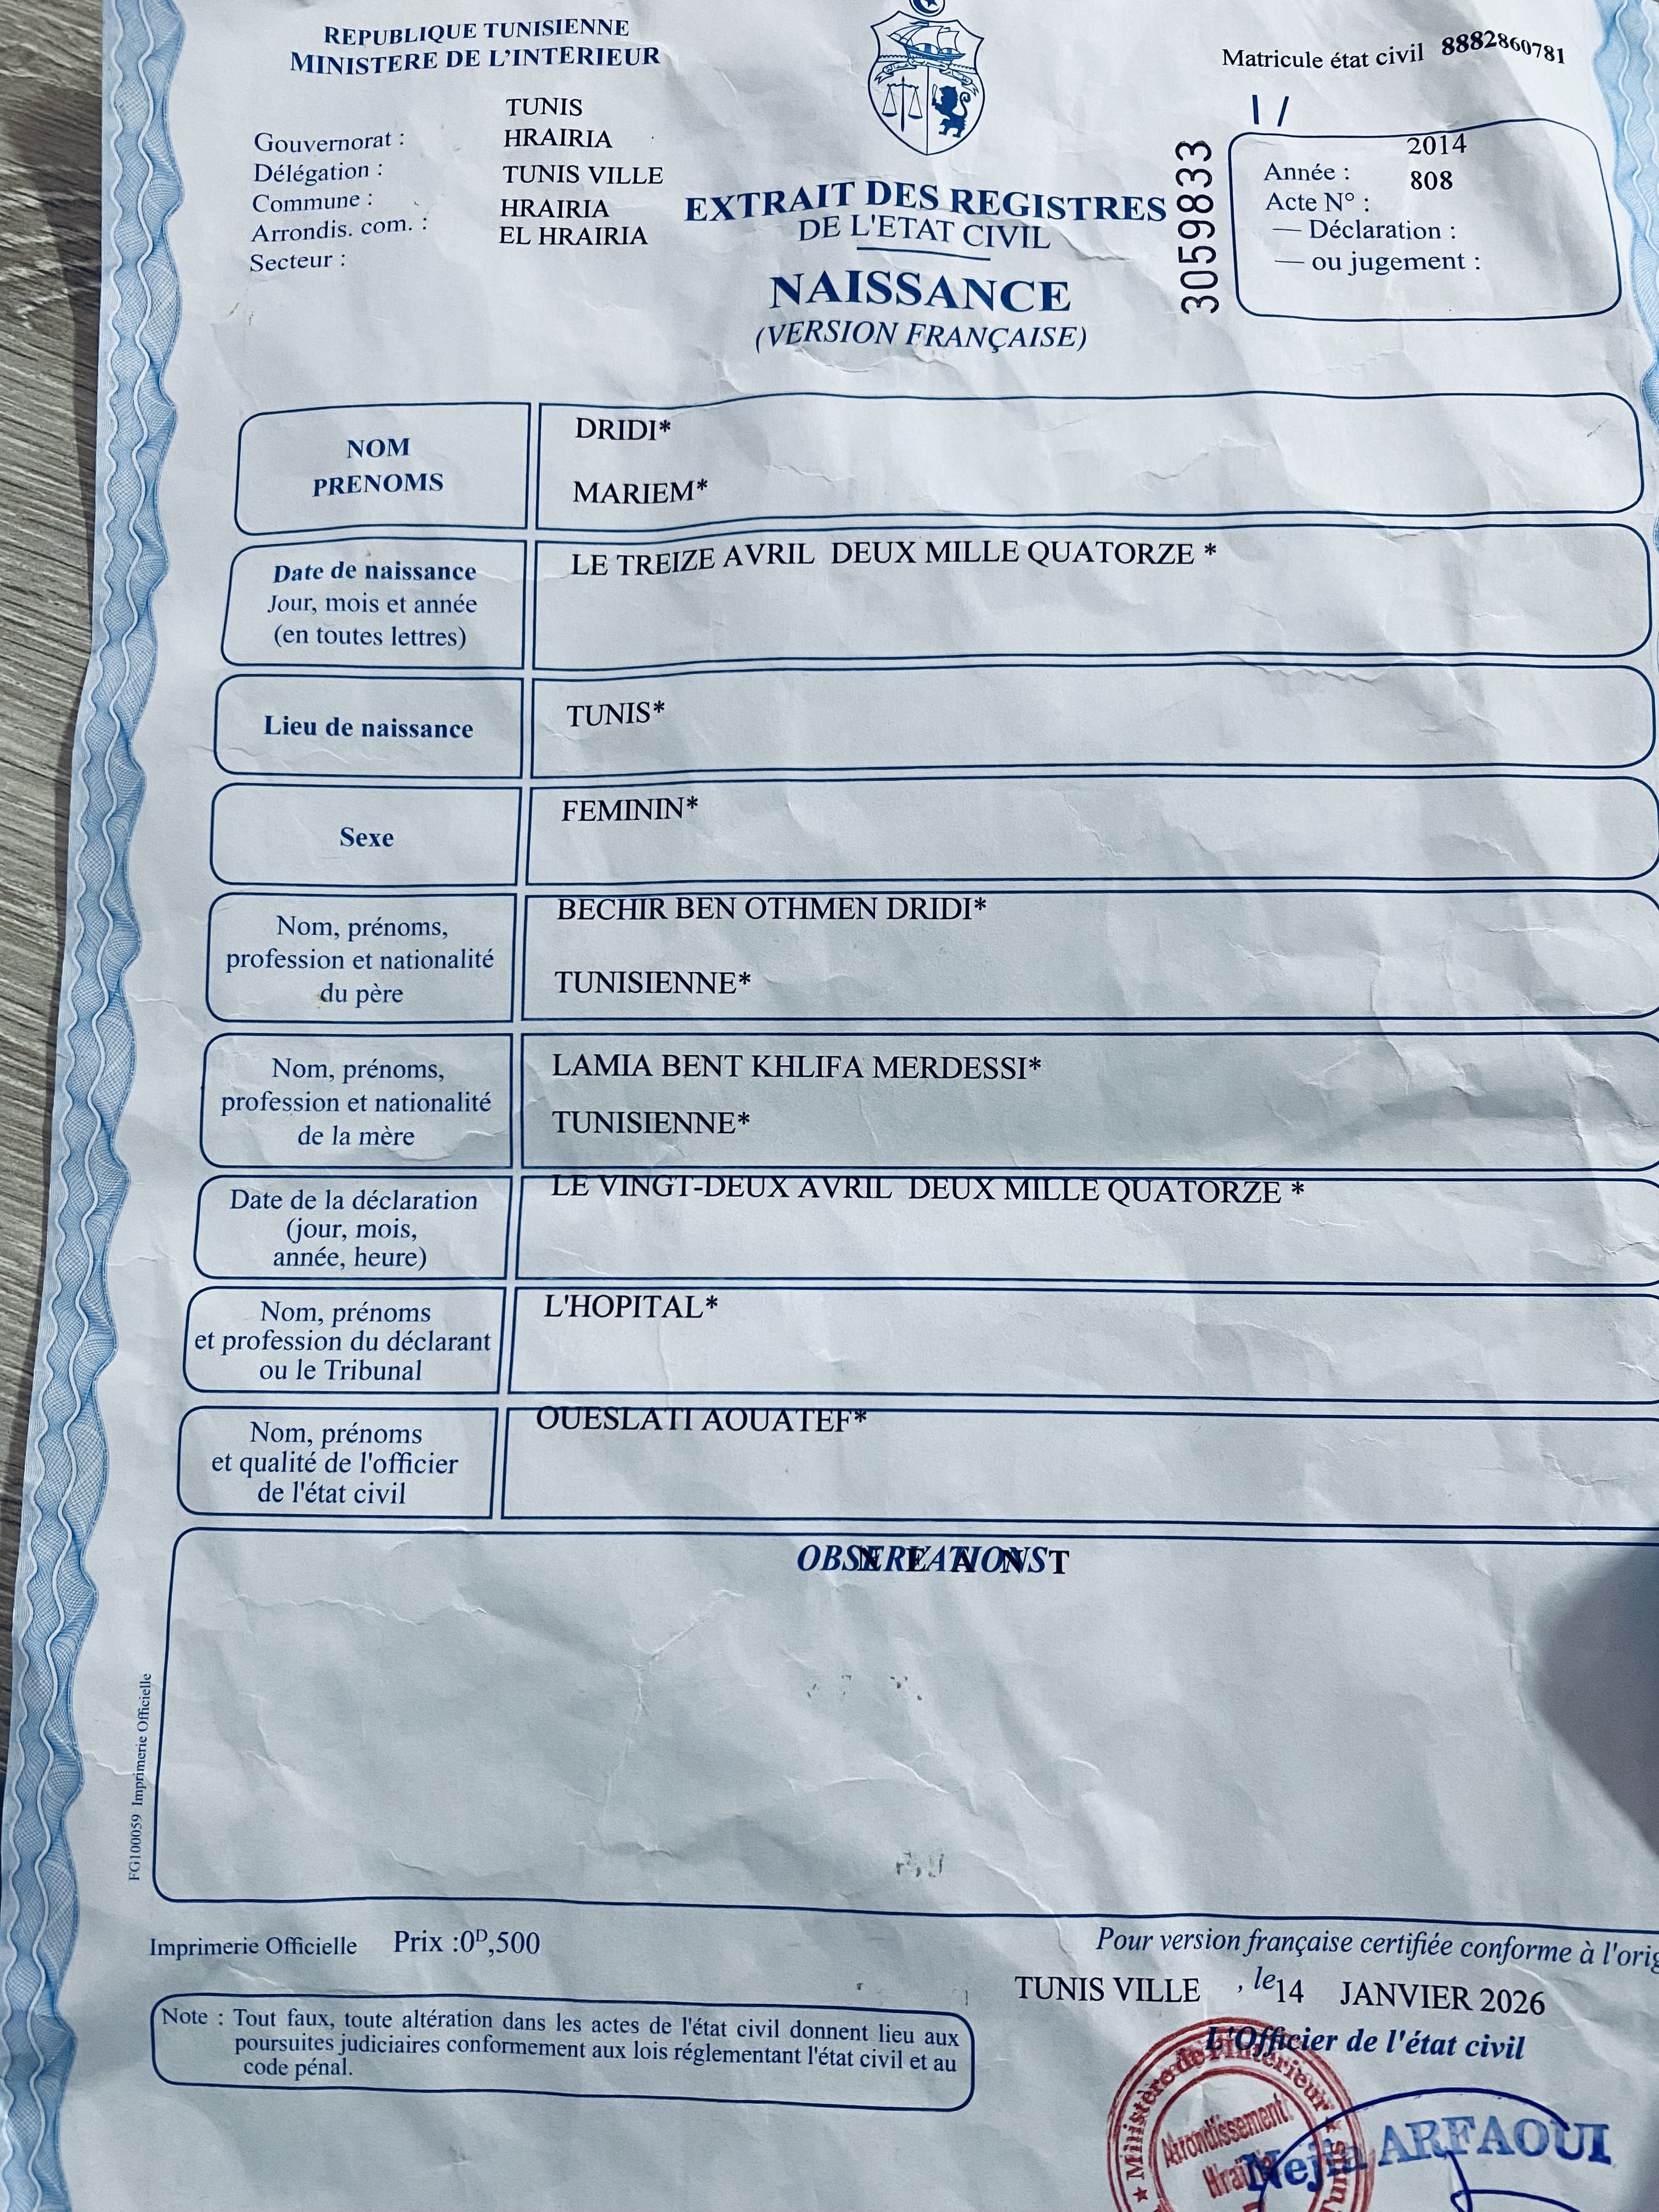 REPUBLIQUE TUNISIENNE
MINISTERE DE L'INTERIEUR
Matricule état civil 8882860781
TUNIS
Gouvernorat : HRAIRIA
Délégation : TUNIS VILLE
Commune : HRAIRIA
Arrondis. com. : EL HRAIRIA
Secteur :
EXTRAIT DES REGISTRES
DE L'ETAT CIVIL
NAISSANCE
(VERSION FRANÇAISE)
3059833
1 /
2014
Année :
808
Acte N° :
— Déclaration :
— ou jugement :
NOM
PRENOMS
DRIDI*
MARIEM*
Date de naissance
Jour, mois et année
(en toutes lettres)
LE TREIZE AVRIL DEUX MILLE QUATORZE *
Lieu de naissance
TUNIS*
Sexe
FEMININ*
Nom, prénoms,
profession et nationalité
du père
BECHIR BEN OTHMEN DRIDI*
TUNISIENNE*
Nom, prénoms,
profession et nationalité
de la mère
LAMIA BENT KHLIFA MERDESSI*
TUNISIENNE*
Date de la déclaration
(jour, mois,
année, heure)
LE VINGT-DEUX AVRIL DEUX MILLE QUATORZE *
Nom, prénoms
et profession du déclarant
ou le Tribunal
L'HOPITAL*
Nom, prénoms
et qualité de l'officier
de l'état civil
OUESLATI AOUATEF*
OBSERVATIONS
N E A N T
FG100059 Imprimerie Officielle
Imprimerie Officielle Prix :0ᴰ,500
Pour version française certifiée conforme à l'orig
TUNIS VILLE , le 14 JANVIER 2026
L'Officier de l'état civil
Note : Tout faux, toute altération dans les actes de l'état civil donnent lieu aux
poursuites judiciaires conformement aux lois réglementant l'état civil et au
code pénal.
Ministère de l'Intérieur
Arrondissement
Nejia ARFAOUI